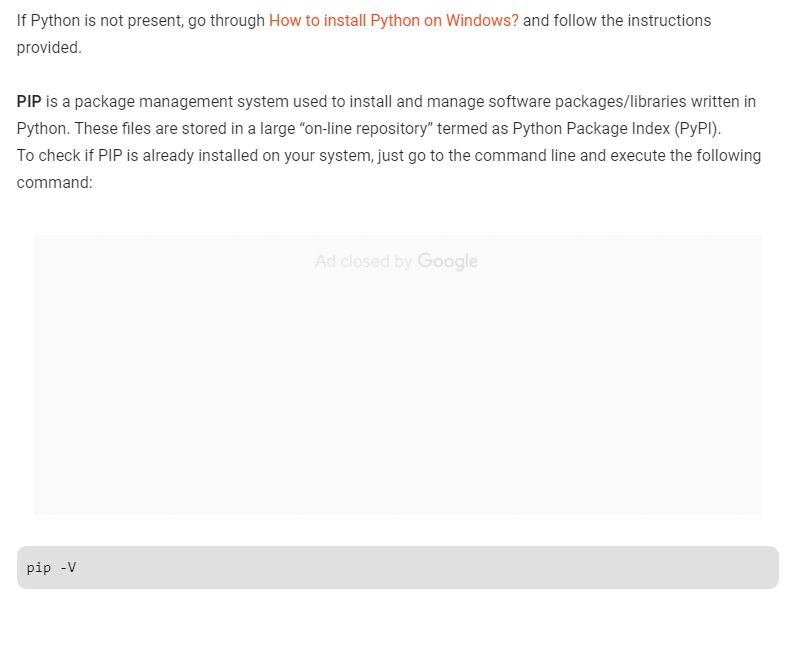 If Python is not present, go through How to install Python on Windows? and follow the instructions
provided.
PIP is a package management system used to install and manage software packages/libraries written in
Python. These files are stored in a large “on-line repository” termed as Python Package Index (PyPI).
To check if PIP is already installed on your system, just go to the command line and execute the following
command:
Ad closed by Google
pip -V